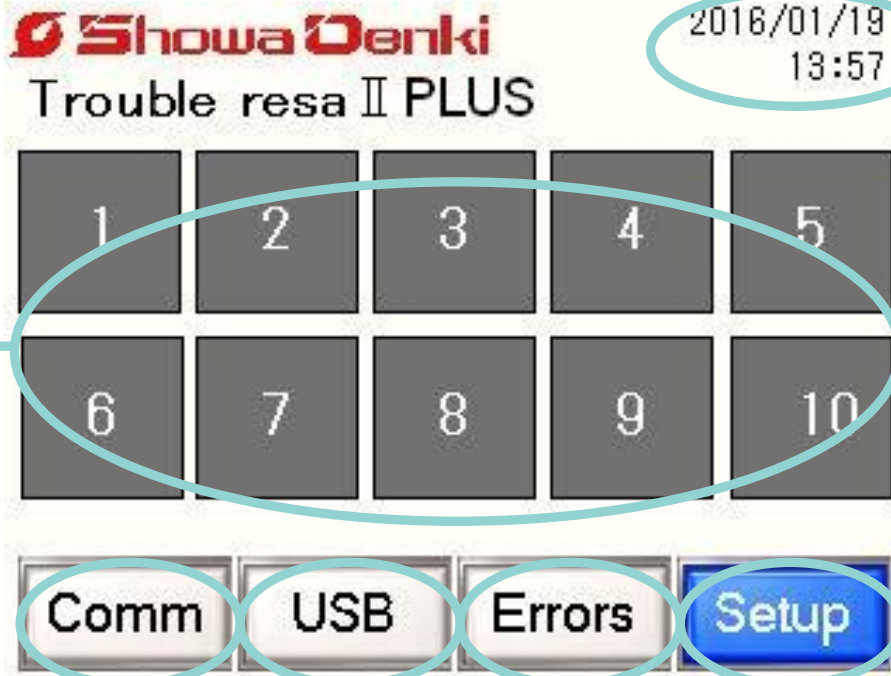 Showa Denki
2016/01/19
13:57
Trouble resa Ⅱ PLUS
1 2 3 4 5
6 7 8 9 10
Comm USB Errors Setup